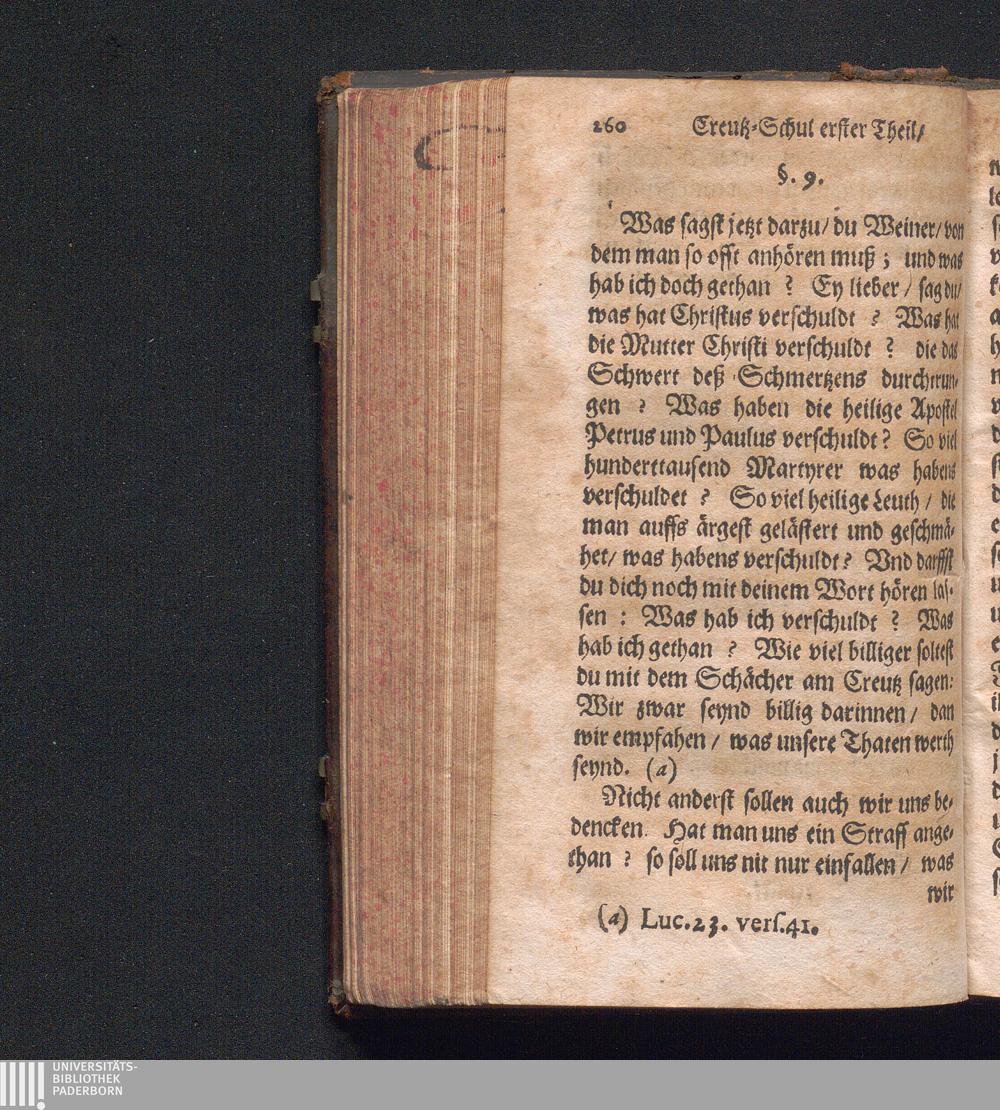 260 Creutz-Schul erster Theil/
§. 9.
Was sagst jetzt darzu/ du Weiner/ von
dem man so offt anhören muß ; und was
hab ich doch gethan ? Ey lieber / sag du/
was hat Christus verschuldt ? Was hat
die Mutter Christi verschuldt ? die das
Schwert deß Schmertzens durchtrun-
gen ? Was haben die heilige Apostel
Petrus und Paulus verschuldt ? So viel
hunderttausend Martyrer was habens
verschuldet ? So viel heilige Leuth / die
man auffs ärgest gelästert und geschmä-
het/ was habens verschuldt ? Vnd darffst
du dich noch mit deinem Wort hören las-
sen : Was hab ich verschuldt ? Was
hab ich gethan ? Wie viel billiger soltest
du mit dem Schächer am Creutz sagen:
Wir zwar seynd billig darinnen / dan
wir empfahen / was unsere Thaten werth
seynd. (a)
Nicht anderst sollen auch wir uns be-
dencken. Hat man uns ein Straff ange-
than ? so soll uns nit nur einfallen / was
wir
(a) Luc.23. vers.41.
UNIVERSITÄTS-
BIBLIOTHEK
PADERBORN